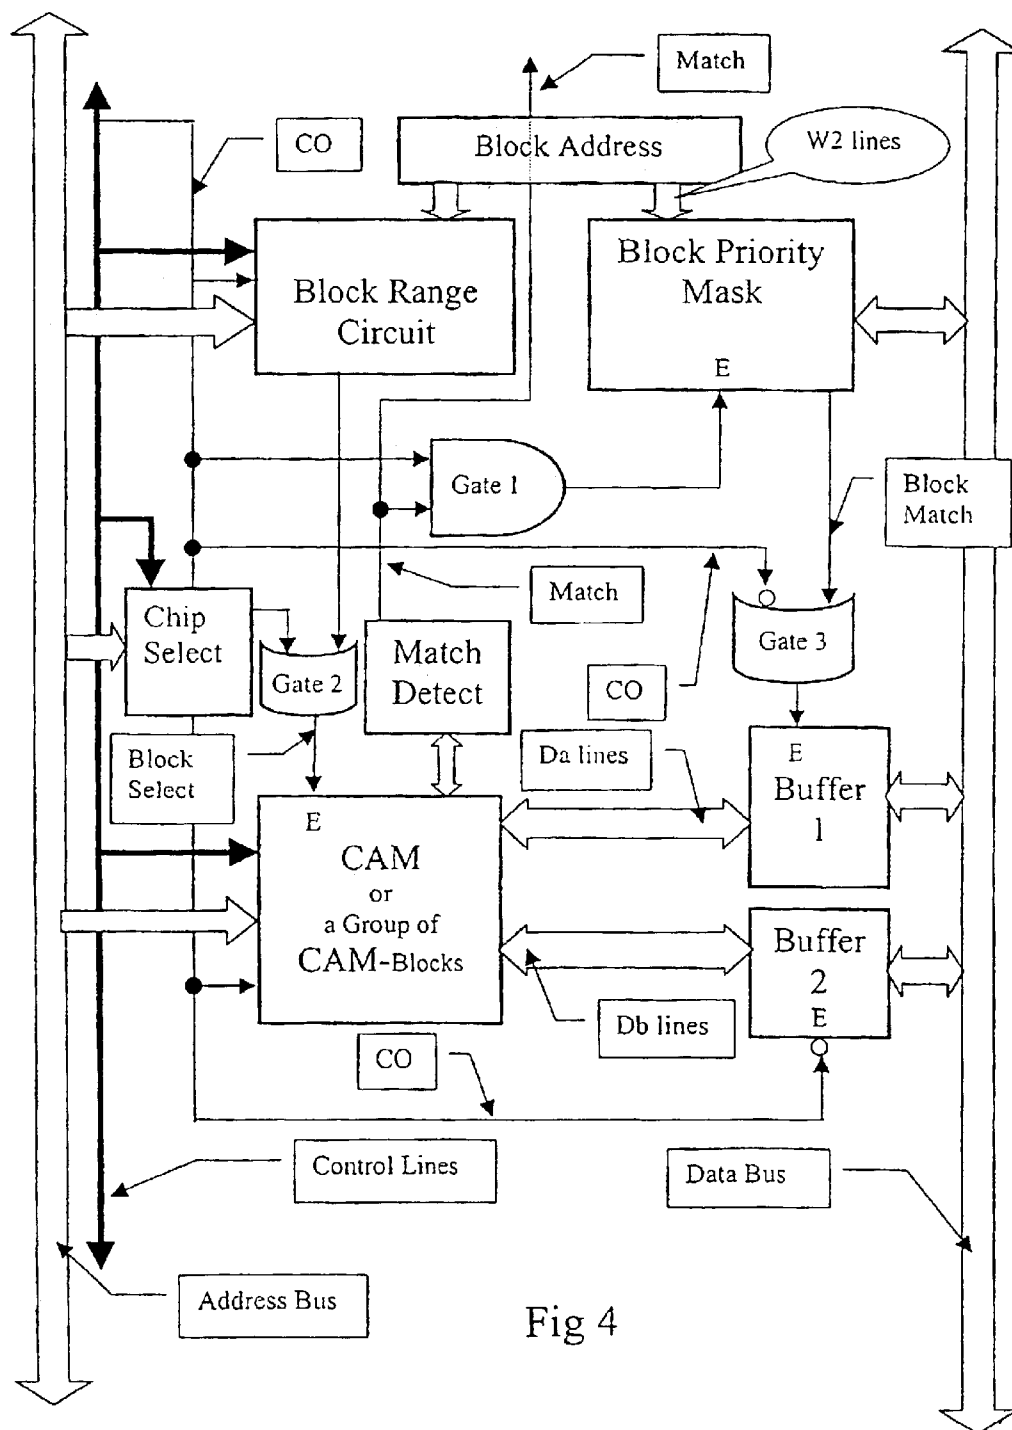 Match
CO
Block Address
W2 lines
Block Range
Circuit
Block Priority
Mask
E
Gate 1
Block
Match
Match
Chip
Select
Gate 2
Match
Detect
Gate 3
CO
Block
Select
Da lines
E
Buffer
1
E
CAM
or
a Group of
CAM-Blocks
Buffer
2
E
Db lines
CO
Control Lines
Data Bus
Address Bus
Fig 4